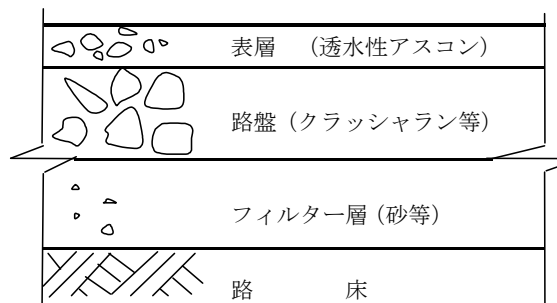 表層 （透水性アスコン）
路盤（クラッシャラン等）
フィルター層（砂等）
路 床